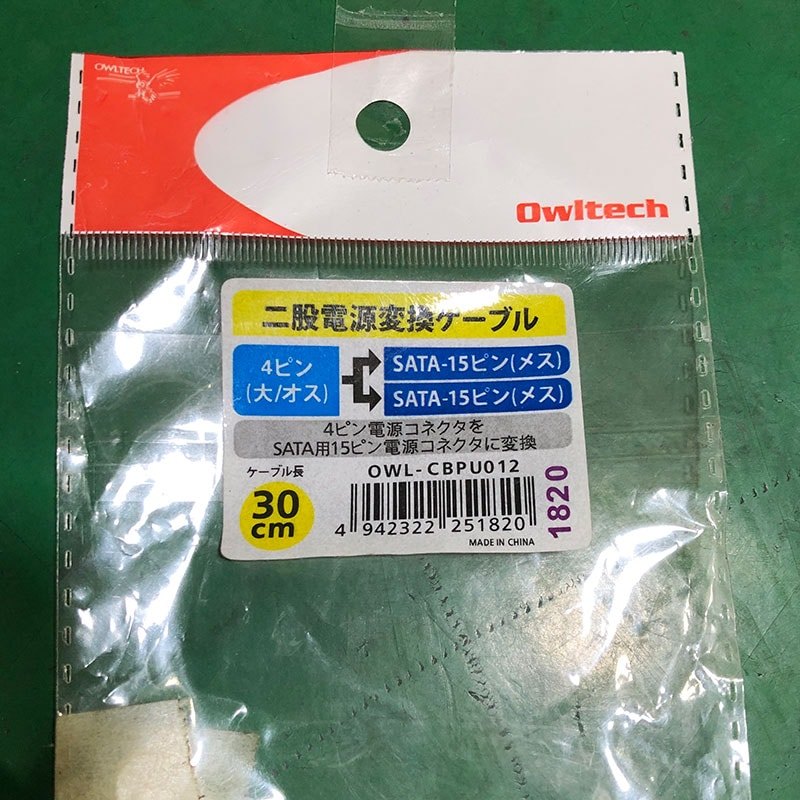 OWLTECH
Owltech
二股電源変換ケーブル
4ピン
(大/オス)
SATA-15ピン(メス)
SATA-15ピン(メス)
4ピン電源コネクタを
SATA用15ピン電源コネクタに変換
ケーブル長
30
cm
OWL-CBPU012
4 942322 251820
1820
MADE IN CHINA